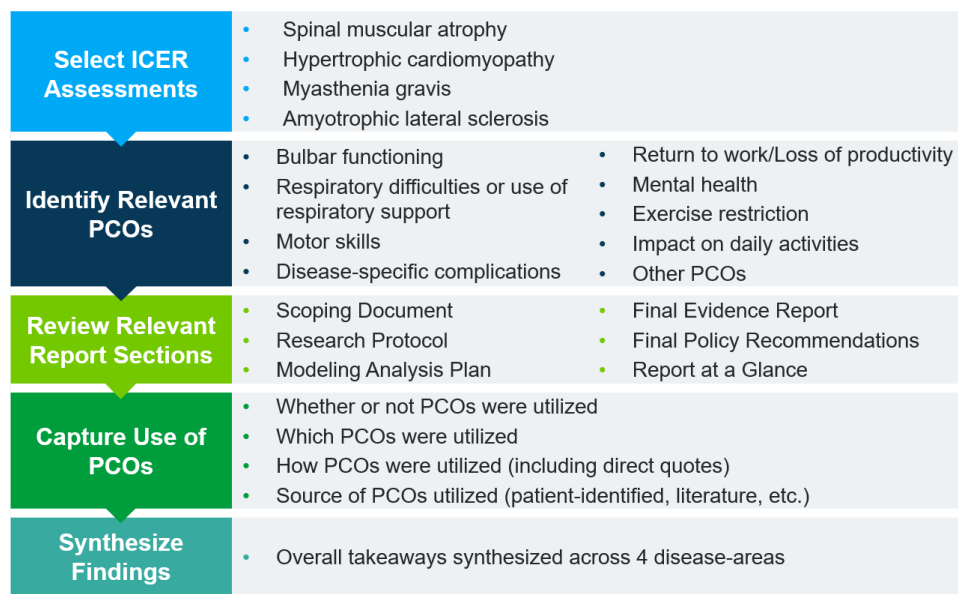 Select ICER
Assessments
• Spinal muscular atrophy
• Hypertrophic cardiomyopathy
• Myasthenia gravis
• Amyotrophic lateral sclerosis
Identify Relevant
PCOs
• Bulbar functioning
• Respiratory difficulties or use of
respiratory support
• Motor skills
• Disease-specific complications
• Return to work/Loss of productivity
• Mental health
• Exercise restriction
• Impact on daily activities
• Other PCOs
Review Relevant
Report Sections
• Scoping Document
• Research Protocol
• Modeling Analysis Plan
• Final Evidence Report
• Final Policy Recommendations
• Report at a Glance
Capture Use of
PCOs
• Whether or not PCOs were utilized
• Which PCOs were utilized
• How PCOs were utilized (including direct quotes)
• Source of PCOs utilized (patient-identified, literature, etc.)
Synthesize
Findings
• Overall takeaways synthesized across 4 disease-areas